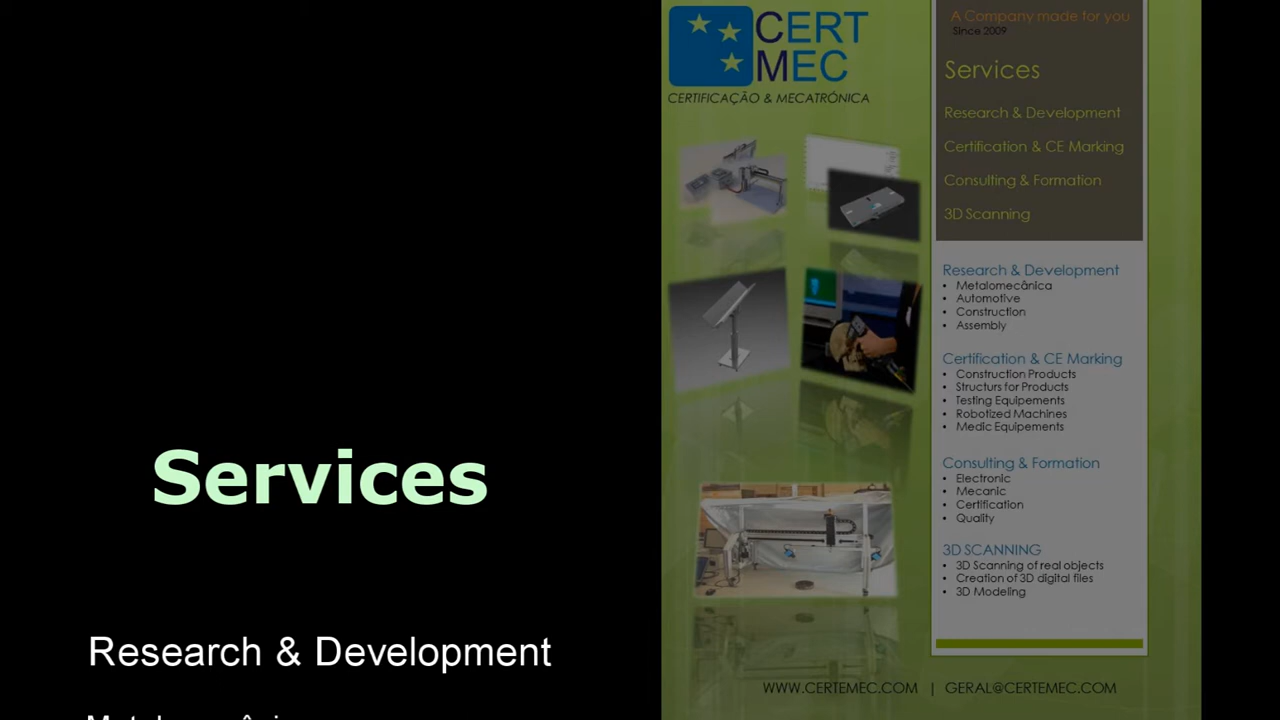 Services
Research & Development
CERT
MEC
CERTIFICAÇÃO & MECATRÓNICA
A Company made for you
Since 2009
Services
Research & Development
Certification & CE Marking
Consulting & Formation
3D Scanning
Research & Development
• Metalomecânica
• Automotive
• Construction
• Assembly
Certification & CE Marking
• Construction Products
• Structurs for Products
• Testing Equipements
• Robotized Machines
• Medic Equipements
Consulting & Formation
• Electronic
• Mecanic
• Certification
• Quality
3D SCANNING
• 3D Scanning of real objects
• Creation of 3D digital files
• 3D Modeling
WWW.CERTEMEC.COM | GERAL@CERTEMEC.COM